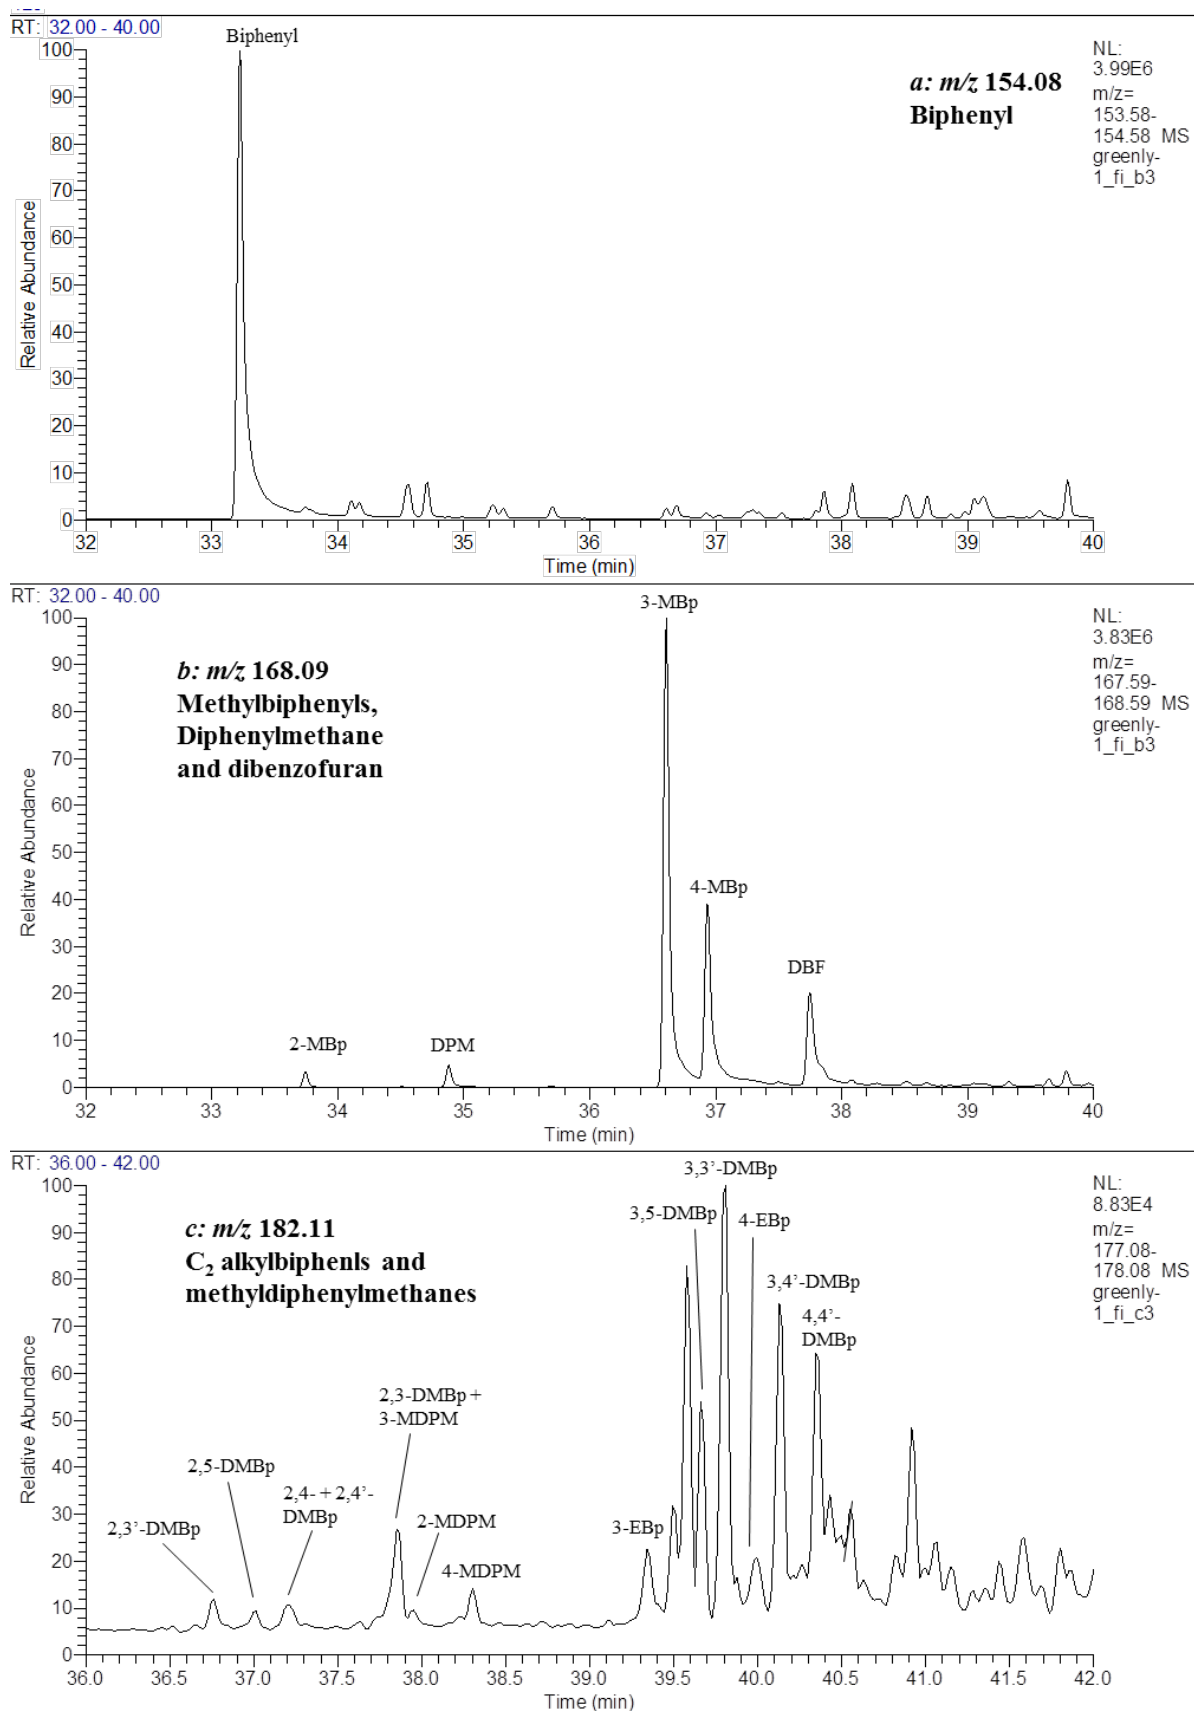 RT: 32.00 - 40.00
Biphenyl
NL:
3.99E6
m/z=
153.58-
154.58 MS
greenly-
1_fi_b3
a: m/z 154.08
Biphenyl
100
90
80
70
60
50
40
30
20
10
0
Relative Abundance
32 33 34 35 36 37 38 39 40
Time (min)
RT: 32.00 - 40.00
3-MBp
NL:
3.83E6
m/z=
167.59-
168.59 MS
greenly-
1_fi_b3
b: m/z 168.09
Methylbiphenyls,
Diphenylmethane
and dibenzofuran
4-MBp
DBF
2-MBp
DPM
100
90
80
70
60
50
40
30
20
10
0
Relative Abundance
32 33 34 35 36 37 38 39 40
Time (min)
RT: 36.00 - 42.00
3,3'-DMBp
NL:
8.83E4
m/z=
177.08-
178.08 MS
greenly-
1_fi_c3
c: m/z 182.11
C₂ alkylbiphenls and
methyldiphenylmethanes
3,5-DMBp
4-EBp
3,4'-DMBp
4,4'-
DMBp
2,3-DMBp +
3-MDPM
2,5-DMBp
2,4- + 2,4'-
DMBp
2,3'-DMBp
2-MDPM
4-MDPM
3-EBp
100
90
80
70
60
50
40
30
20
10
0
Relative Abundance
36.0 36.5 37.0 37.5 38.0 38.5 39.0 39.5 40.0 40.5 41.0 41.5 42.0
Time (min)